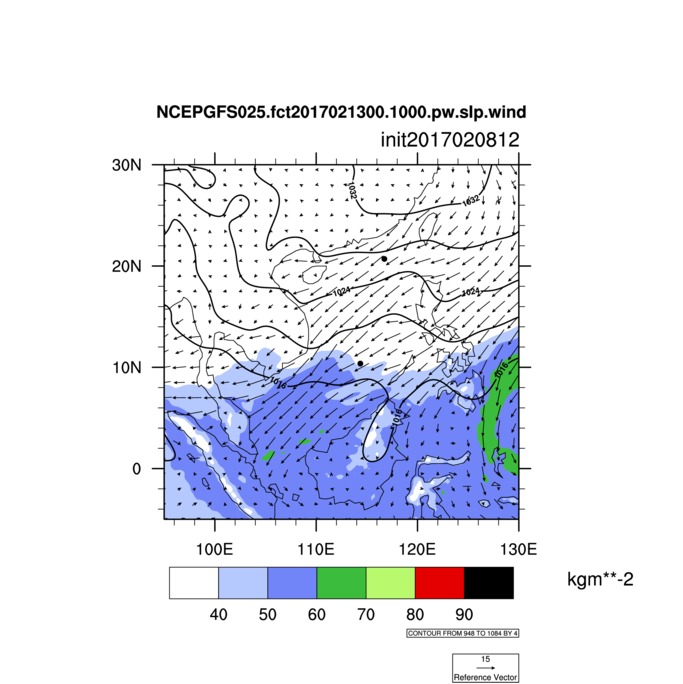 NCEPGFS025.fct2017021300.1000.pw.slp.wind
init2017020812
30N
1032
1032
20N
1024
1024
10N
1016
1016
1016
0
100E 110E 120E 130E
kgm**-2
40 50 60 70 80 90
CONTOUR FROM 948 TO 1084 BY 4
15
Reference Vector